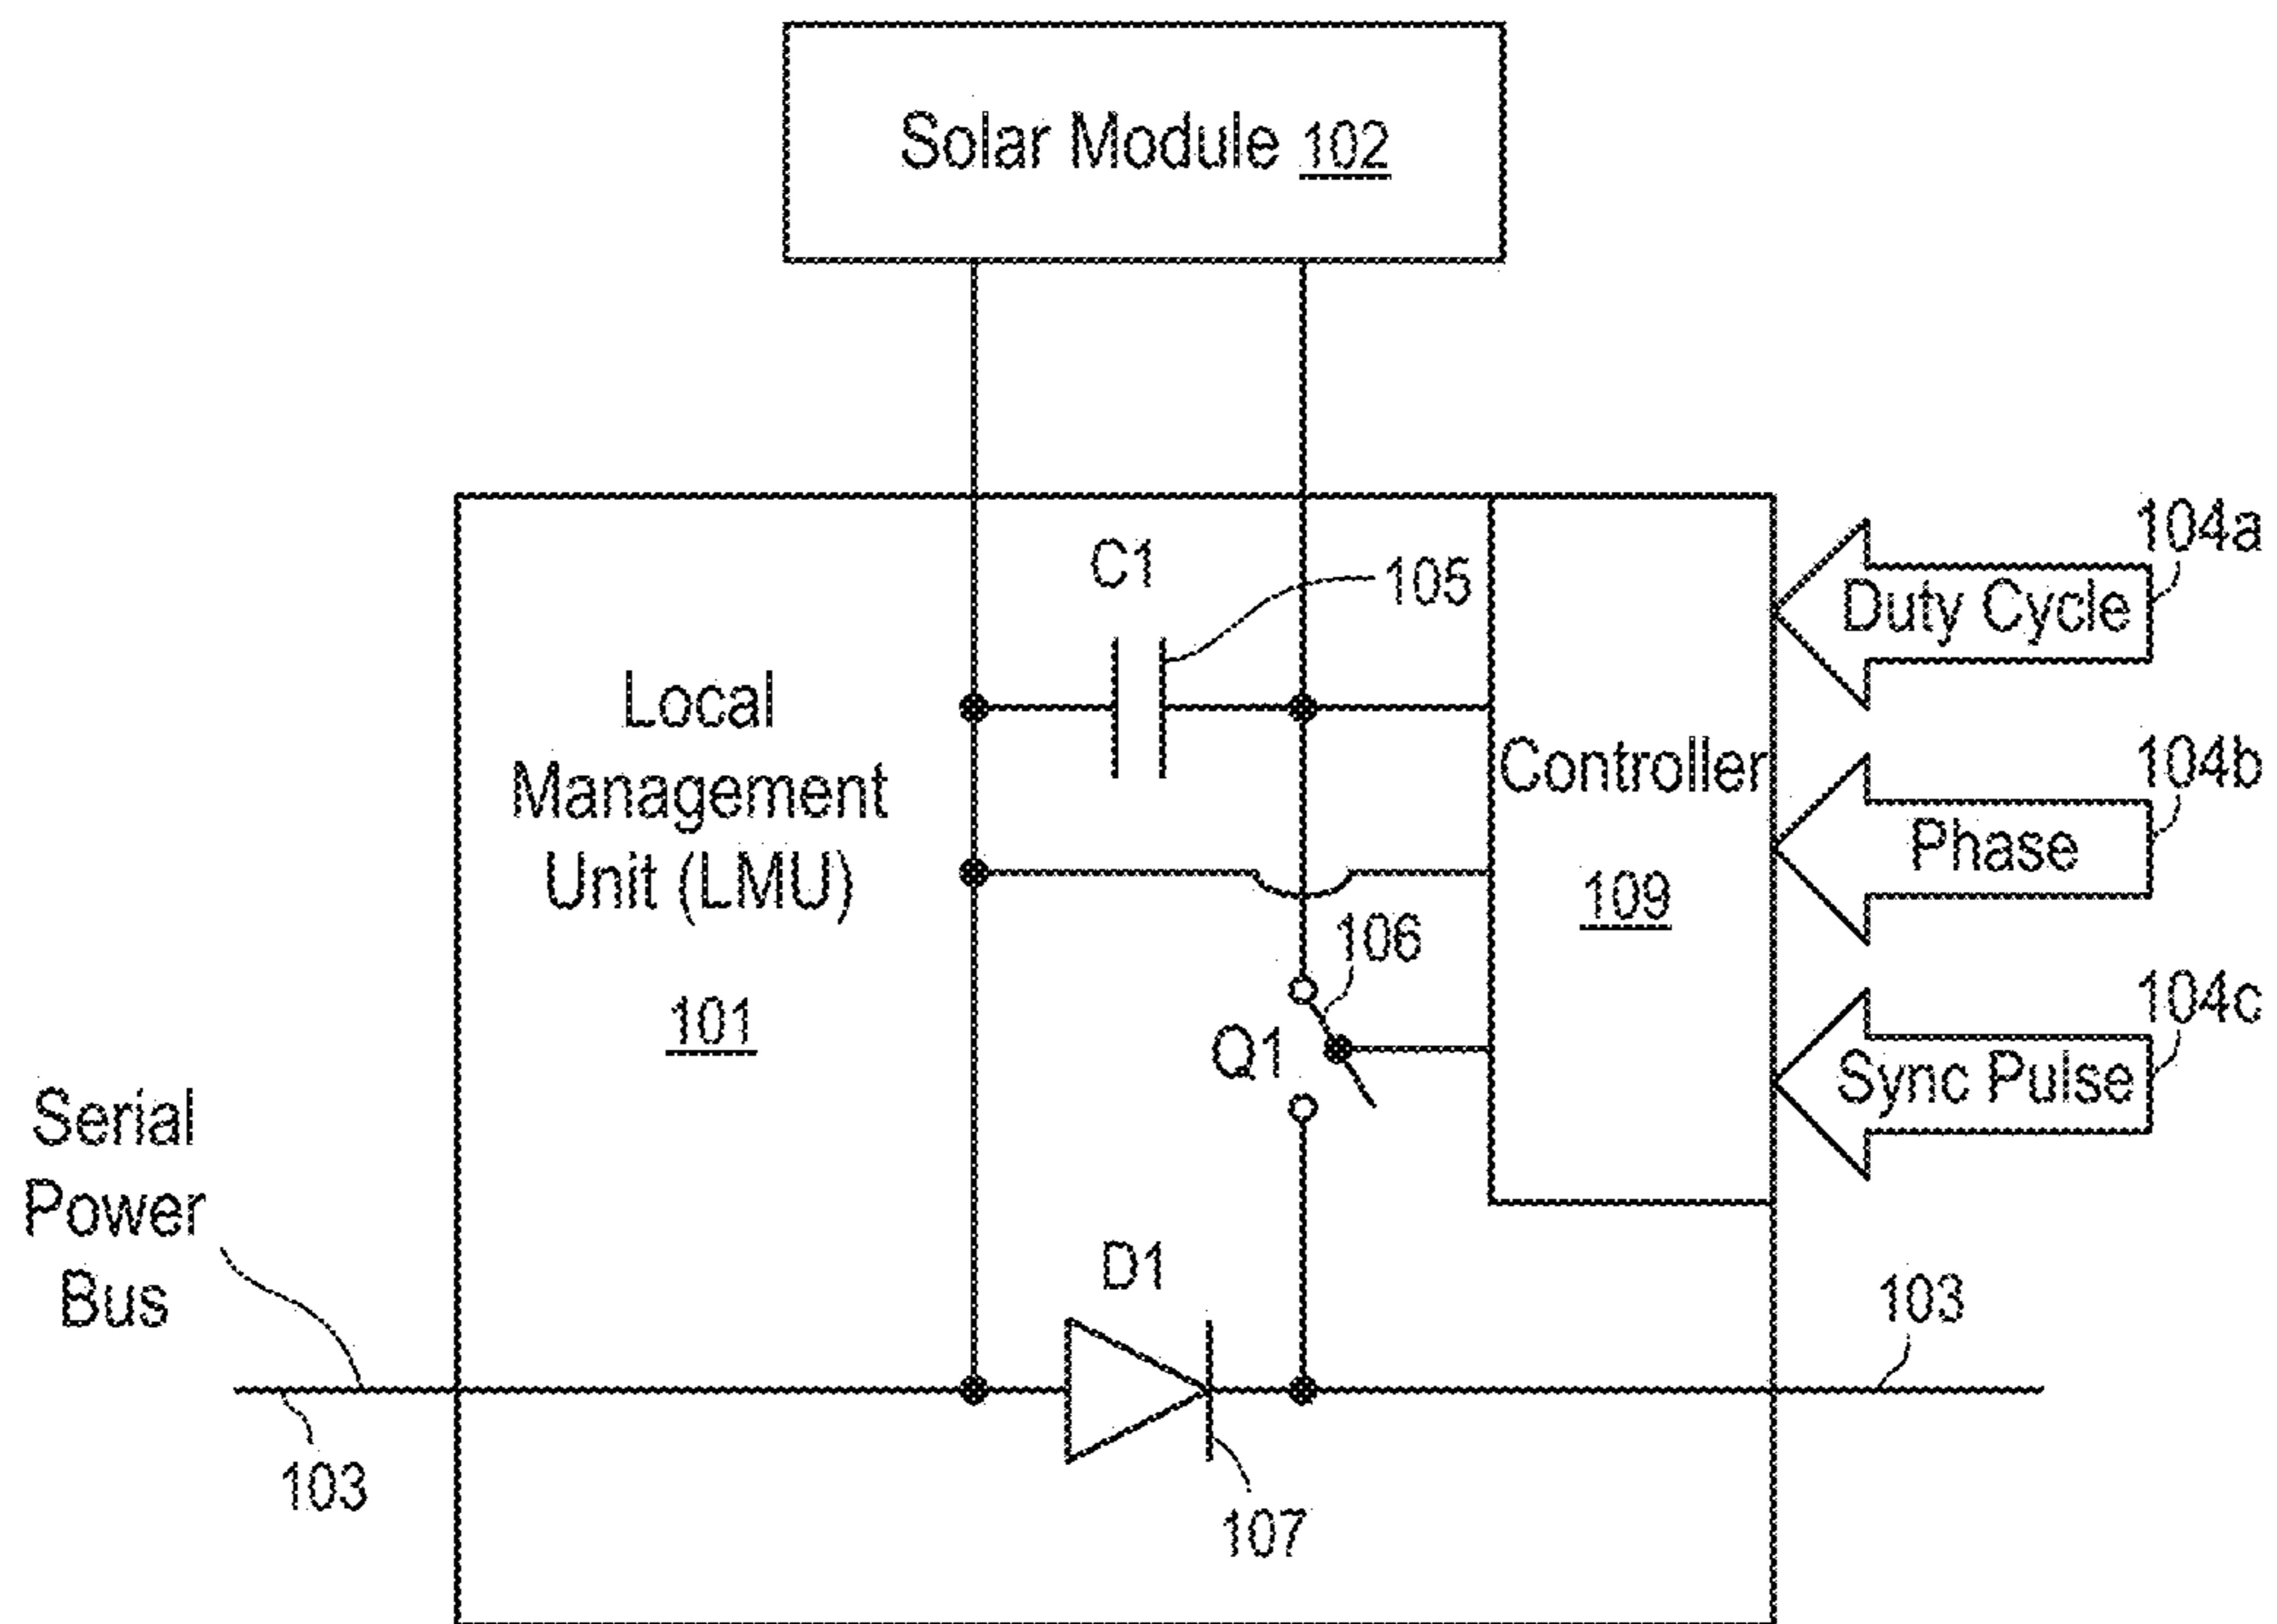 Solar Module 102
C1
105
104a
Duty Cycle
Local
Management
Unit (LMU)
101
Controller
109
104b
Phase
106
Q1
104c
Sync Pulse
Serial
Power
Bus
D1
103
103
107